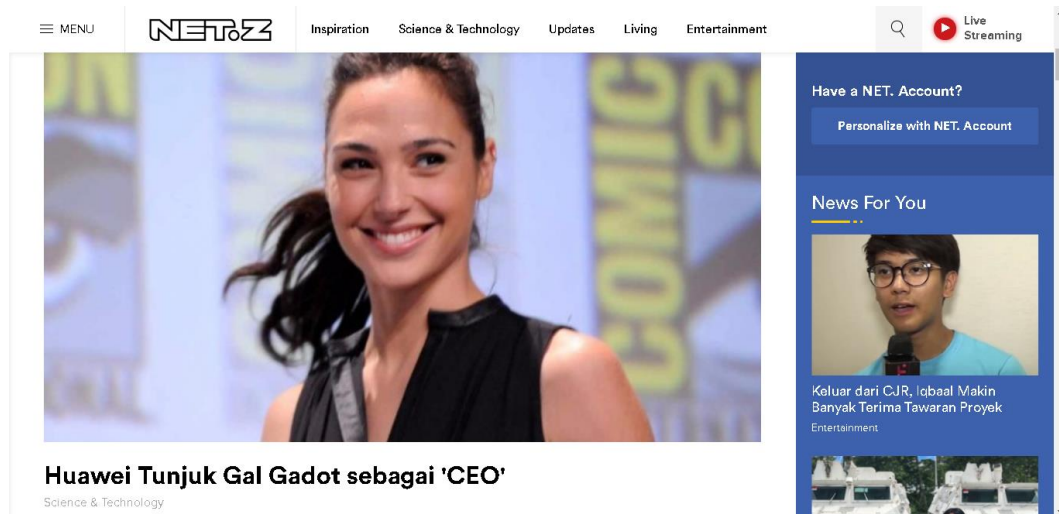 MENU
NET.Z
Inspiration
Science & Technology
Updates
Living
Entertainment
Live
Streaming
COMIC
COMIC
Huawei Tunjuk Gal Gadot sebagai 'CEO'
Science & Technology
Have a NET. Account?
Personalize with NET. Account
News For You
Keluar dari CJR, Iqbaal Makin
Banyak Terima Tawaran Proyek
Entertainment